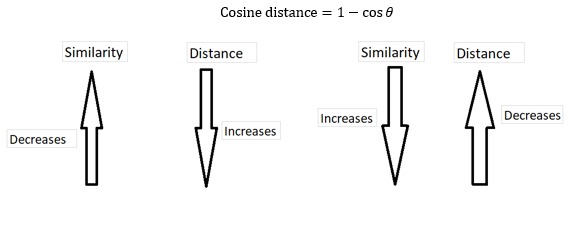 Cosine distance = 1 − cos θ
Similarity
Distance
Similarity
Distance
Decreases
Increases
Increases
Decreases